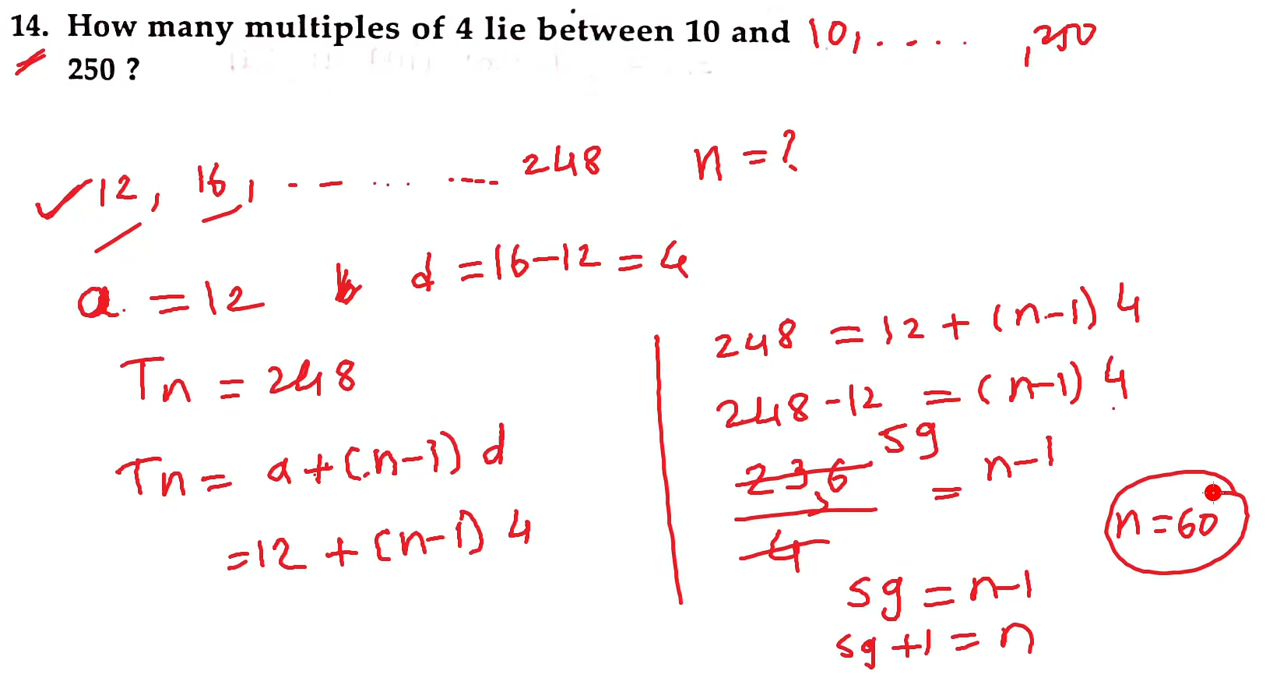 14. How many multiples of 4 lie between 10 and 10, . . . . , 250
250 ?
12, 16, -- ... .... 248 n = ?
a = 12 d = 16-12 = 4
Tn = 248
Tn = a + (n-1) d
= 12 + (n-1) 4
248 = 12 + (n-1) 4
248-12 = (n-1) 4
59
236
4
= n-1
59 = n-1
59 +1 = n
n = 60